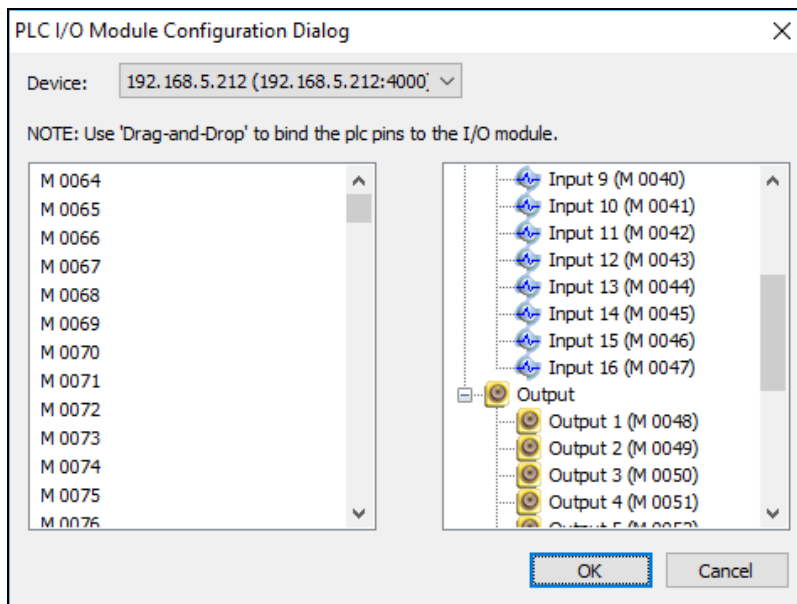 PLC I/O Module Configuration Dialog
Device: 192.168.5.212 (192.168.5.212:4000)
NOTE: Use 'Drag-and-Drop' to bind the plc pins to the I/O module.
M 0064
M 0065
M 0066
M 0067
M 0068
M 0069
M 0070
M 0071
M 0072
M 0073
M 0074
M 0075
M 0076
Input 9 (M 0040)
Input 10 (M 0041)
Input 11 (M 0042)
Input 12 (M 0043)
Input 13 (M 0044)
Input 14 (M 0045)
Input 15 (M 0046)
Input 16 (M 0047)
Output
Output 1 (M 0048)
Output 2 (M 0049)
Output 3 (M 0050)
Output 4 (M 0051)
Output 5 (M 0052)
OK Cancel